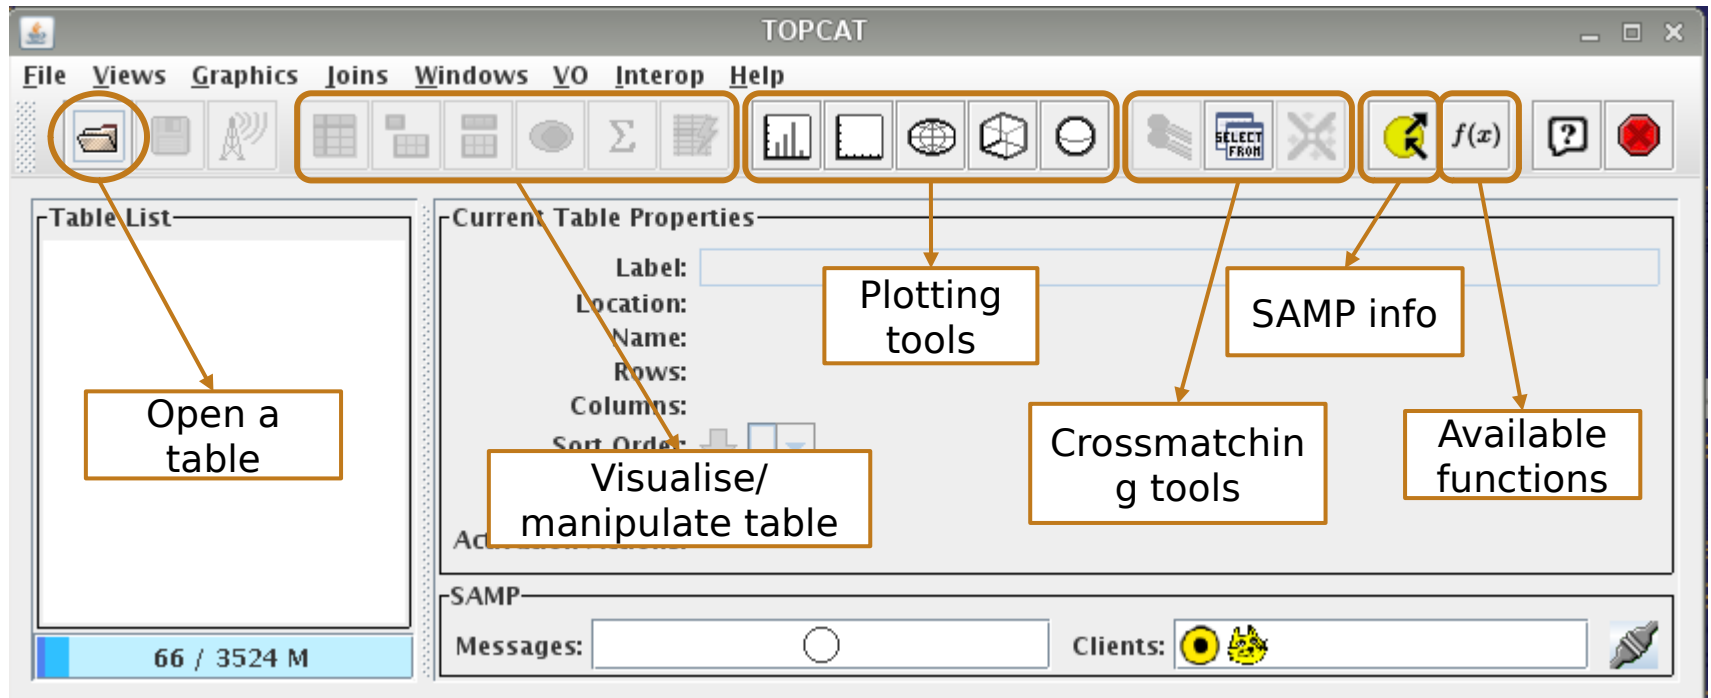 TOPCAT
File Views Graphics Joins Windows VO Interop Help
SELECT
FROM
Σ
f(x)
?
Table List
Current Table Properties
Label:
Location:
Name:
Rows:
Columns:
Sort Order:
Open a
table
Visualise/
manipulate table
Plotting
tools
Crossmatchin
g tools
SAMP info
Available
functions
SAMP
Messages:
Clients:
66 / 3524 M